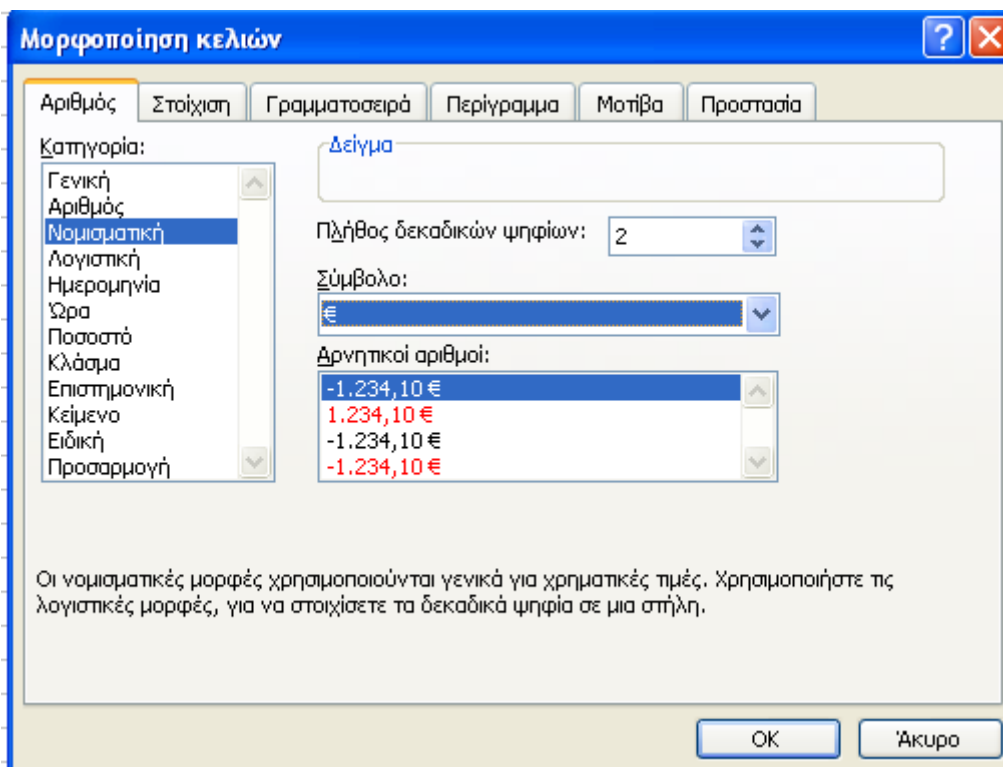 Μορφοποίηση κελιών
Αριθμός Στοίχιση Γραμματοσειρά Περίγραμμα Μοτίβα Προστασία
Κατηγορία:
Γενική
Αριθμός
Νομισματική
Λογιστική
Ημερομηνία
Ώρα
Ποσοστό
Κλάσμα
Επιστημονική
Κείμενο
Ειδική
Προσαρμογή
Δείγμα
Πλήθος δεκαδικών ψηφίων: 2
Σύμβολο:
€
Αρνητικοί αριθμοί:
-1.234,10 €
1.234,10 €
-1.234,10 €
-1.234,10 €
Οι νομισματικές μορφές χρησιμοποιούνται γενικά για χρηματικές τιμές. Χρησιμοποιήστε τις
λογιστικές μορφές, για να στοιχίσετε τα δεκαδικά ψηφία σε μια στήλη.
OK Άκυρο